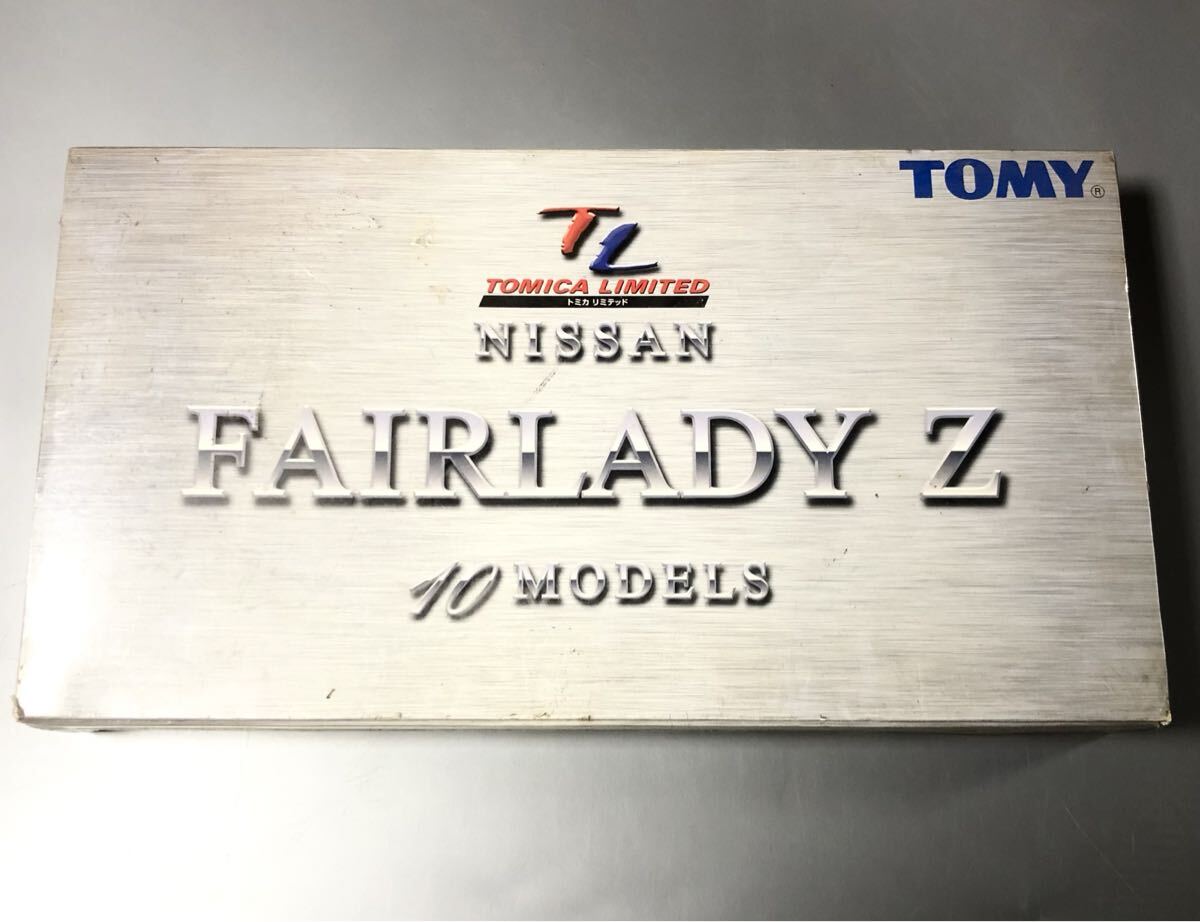 TOMY®
TL
TOMICA LIMITED
トミカ リミテッド
NISSAN
FAIRLADY Z
10 MODELS